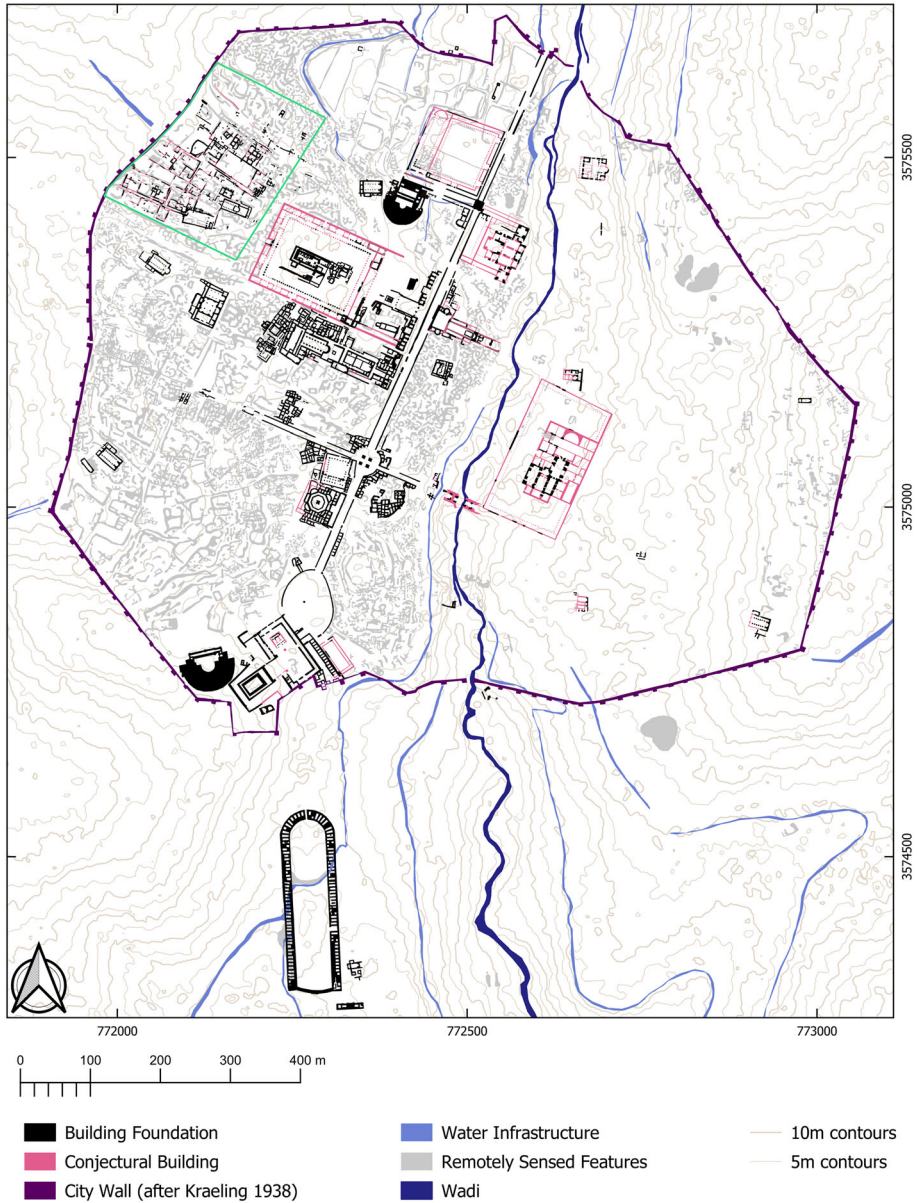 3575500
3575000
3574500
772000
772500
773000
0
100
200
300
400 m
Building Foundation
Conjectural Building
City Wall (after Kraeling 1938)
Water Infrastructure
Remotely Sensed Features
Wadi
10m contours
5m contours